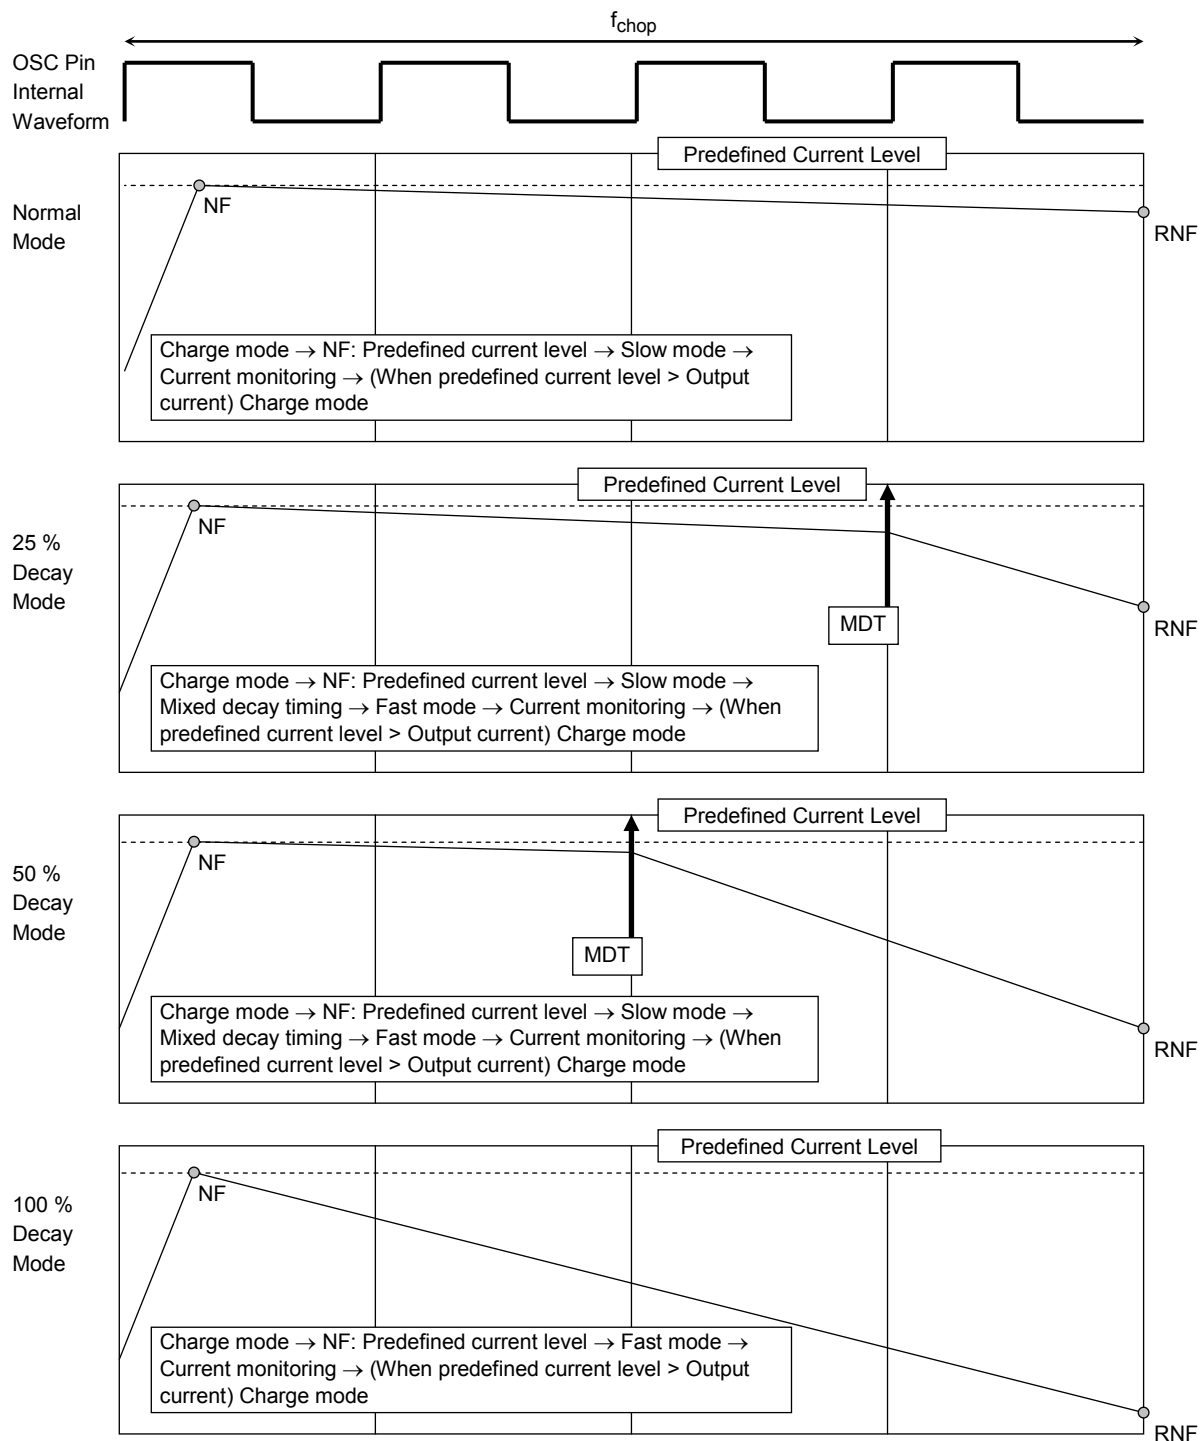 fchop
OSC Pin
Internal
Waveform
Predefined Current Level
NF
Normal
Mode
RNF
Charge mode → NF: Predefined current level → Slow mode →
Current monitoring → (When predefined current level > Output
current) Charge mode
Predefined Current Level
NF
25 %
Decay
Mode
MDT
RNF
Charge mode → NF: Predefined current level → Slow mode →
Mixed decay timing → Fast mode → Current monitoring → (When
predefined current level > Output current) Charge mode
Predefined Current Level
NF
50 %
Decay
Mode
MDT
Charge mode → NF: Predefined current level → Slow mode →
Mixed decay timing → Fast mode → Current monitoring → (When
predefined current level > Output current) Charge mode
RNF
Predefined Current Level
NF
100 %
Decay
Mode
Charge mode → NF: Predefined current level → Fast mode →
Current monitoring → (When predefined current level > Output
current) Charge mode
RNF